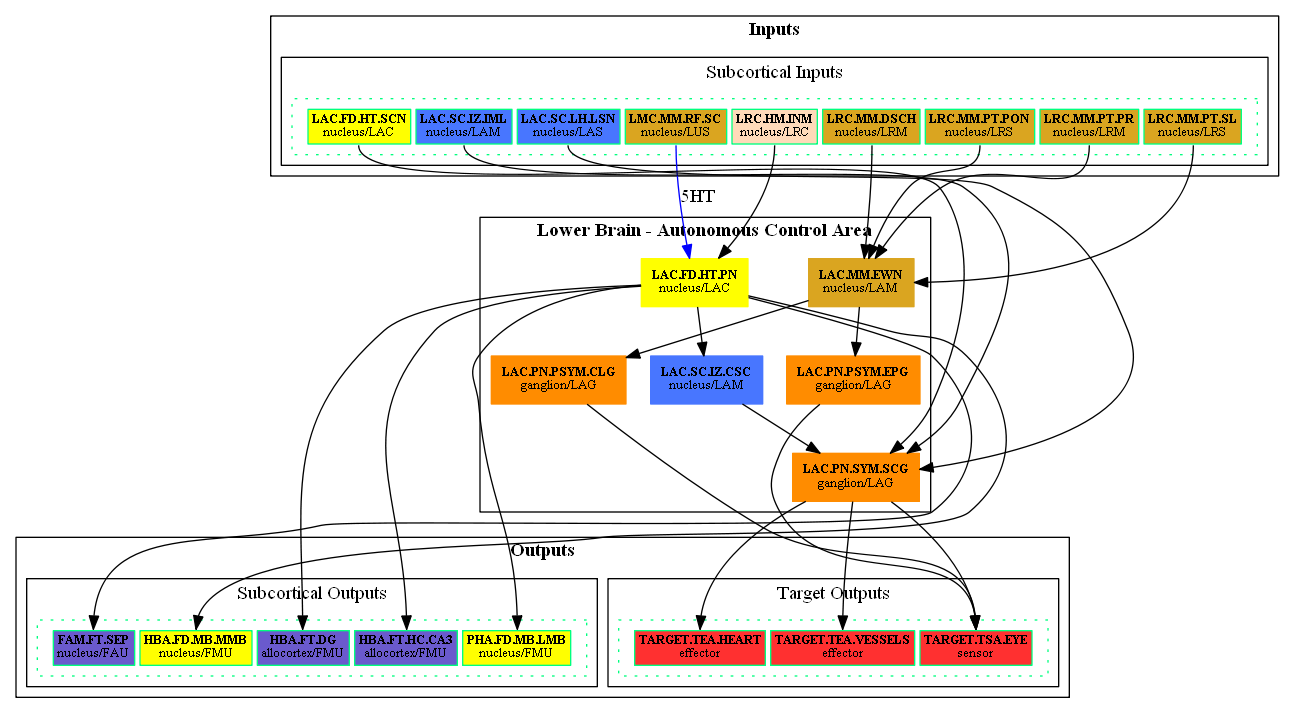 Inputs
Subcortical Inputs
LAC.FD.HT.SCN
nucleus/LAC
LAC.SC.IZ.IML
nucleus/LAM
LAC.SC.LH.LSN
nucleus/LAS
LMC.MM.RF.SC
nucleus/LUS
LRC.HM.INM
nucleus/LRC
LRC.MM.DSCH
nucleus/LRM
LRC.MM.PT.PON
nucleus/LRS
LRC.MM.PT.PR
nucleus/LRM
LRC.MM.PT.SL
nucleus/LRS
5HT
Lower Brain - Autonomous Control Area
LAC.FD.HT.PN
nucleus/LAC
LAC.MM.EWN
nucleus/LAM
LAC.PN.PSYM.CLG
ganglion/LAG
LAC.SC.IZ.CSC
nucleus/LAM
LAC.PN.PSYM.EPG
ganglion/LAG
LAC.PN.SYM.SCG
ganglion/LAG
Outputs
Subcortical Outputs
FAM.FT.SEP
nucleus/FAU
HBA.FD.MB.MMB
nucleus/FMU
HBA.FT.DG
allocortex/FMU
HBA.FT.HC.CA3
allocortex/FMU
PHA.FD.MB.LMB
nucleus/FMU
Target Outputs
TARGET.TEA.HEART
effector
TARGET.TEA.VESSELS
effector
TARGET.TSA.EYE
sensor